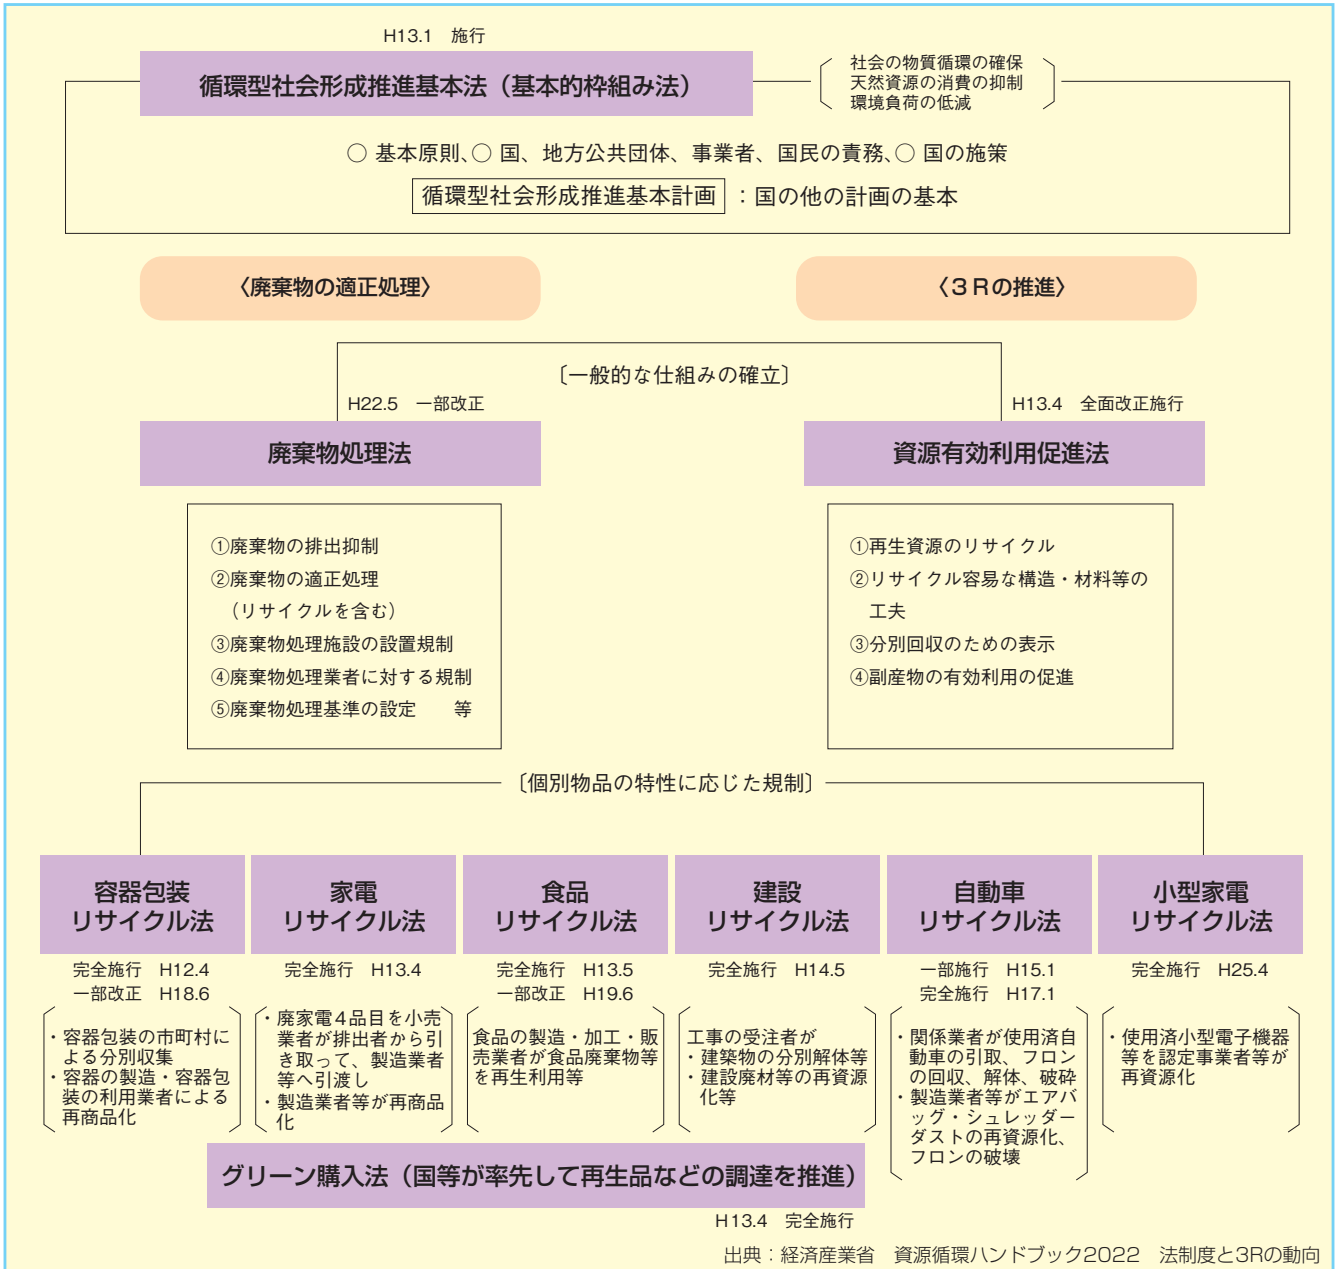 H13.1 施行
循環型社会形成推進基本法（基本的枠組み法）
社会の物質循環の確保
天然資源の消費の抑制
環境負荷の低減
○ 基本原則、○ 国、地方公共団体、事業者、国民の責務、○ 国の施策
循環型社会形成推進基本計画 ：国の他の計画の基本
〈廃棄物の適正処理〉
〈３Ｒの推進〉
〔一般的な仕組みの確立〕
H22.5 一部改正
廃棄物処理法
①廃棄物の排出抑制
②廃棄物の適正処理
（リサイクルを含む）
③廃棄物処理施設の設置規制
④廃棄物処理業者に対する規制
⑤廃棄物処理基準の設定　等
H13.4 全面改正施行
資源有効利用促進法
①再生資源のリサイクル
②リサイクル容易な構造・材料等の
工夫
③分別回収のための表示
④副産物の有効利用の促進
〔個別物品の特性に応じた規制〕
容器包装
リサイクル法
完全施行 H12.4
一部改正 H18.6
・容器包装の市町村に
よる分別収集
・容器の製造・容器包
装の利用業者による
再商品化
家電
リサイクル法
完全施行 H13.4
・廃家電４品目を小売
業者が排出者から引
き取って、製造業者
等へ引渡し
・製造業者等が再商品
化
食品
リサイクル法
完全施行 H13.5
一部改正 H19.6
食品の製造・加工・販
売業者が食品廃棄物等
を再生利用等
建設
リサイクル法
完全施行 H14.5
工事の受注者が
・建築物の分別解体等
・建設廃材等の再資源
化等
自動車
リサイクル法
一部施行 H15.1
完全施行 H17.1
・関係業者が使用済自
動車の引取、フロン
の回収、解体、破砕
・製造業者等がエアバ
ッグ・シュレッダー
ダストの再資源化、
フロンの破壊
小型家電
リサイクル法
完全施行 H25.4
・使用済小型電子機器
等を認定事業者等が
再資源化
グリーン購入法（国等が率先して再生品などの調達を推進）
H13.4 完全施行
出典：経済産業省　資源循環ハンドブック2022　法制度と3Rの動向